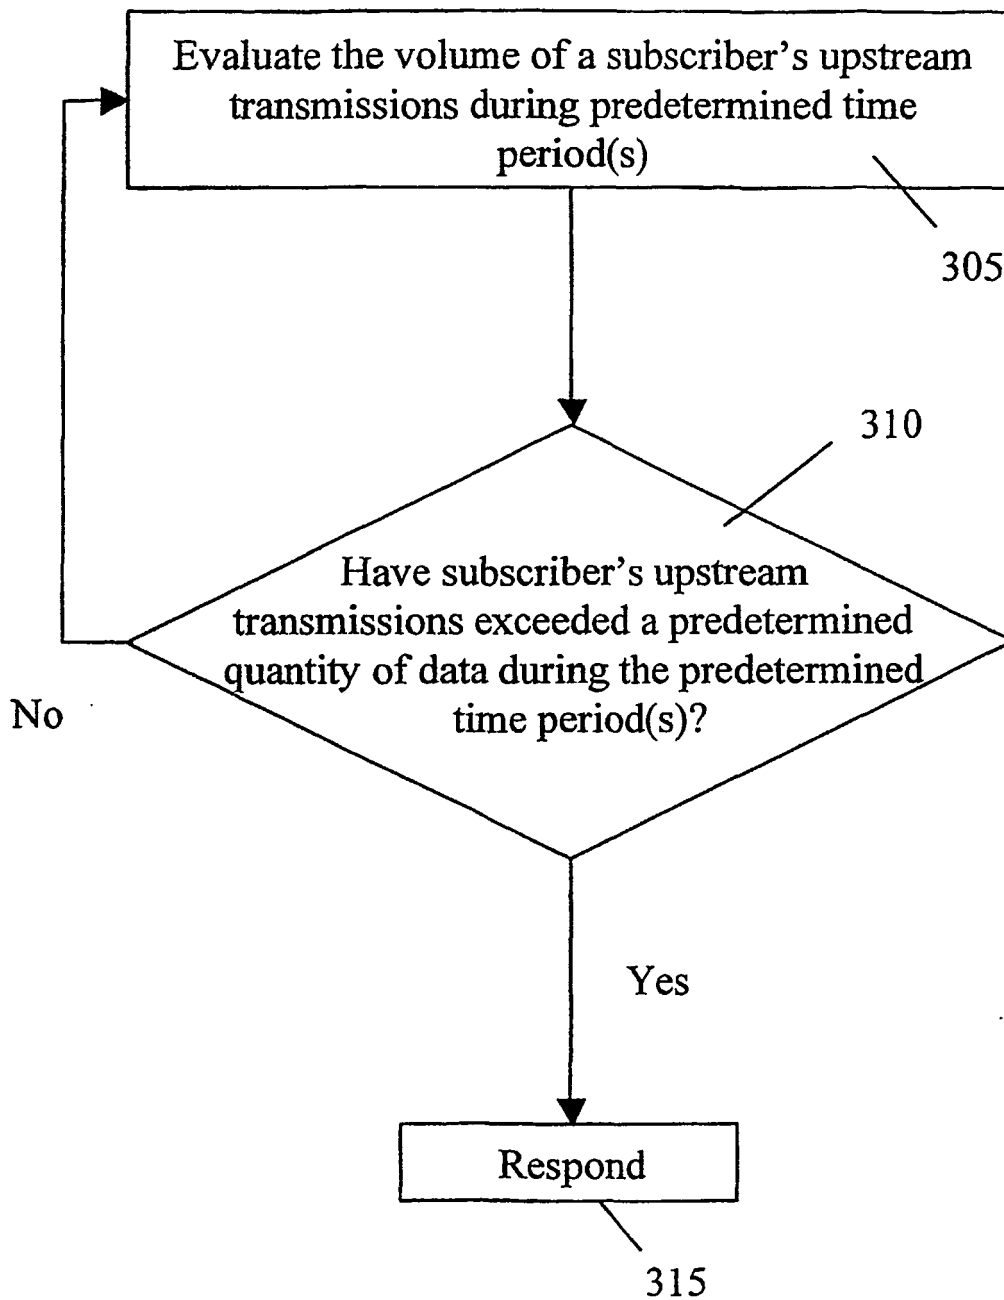 Evaluate the volume of a subscriber's upstream
transmissions during predetermined time
period(s)
305
310
Have subscriber's upstream
transmissions exceeded a predetermined
quantity of data during the predetermined
time period(s)?
No
Yes
Respond
315